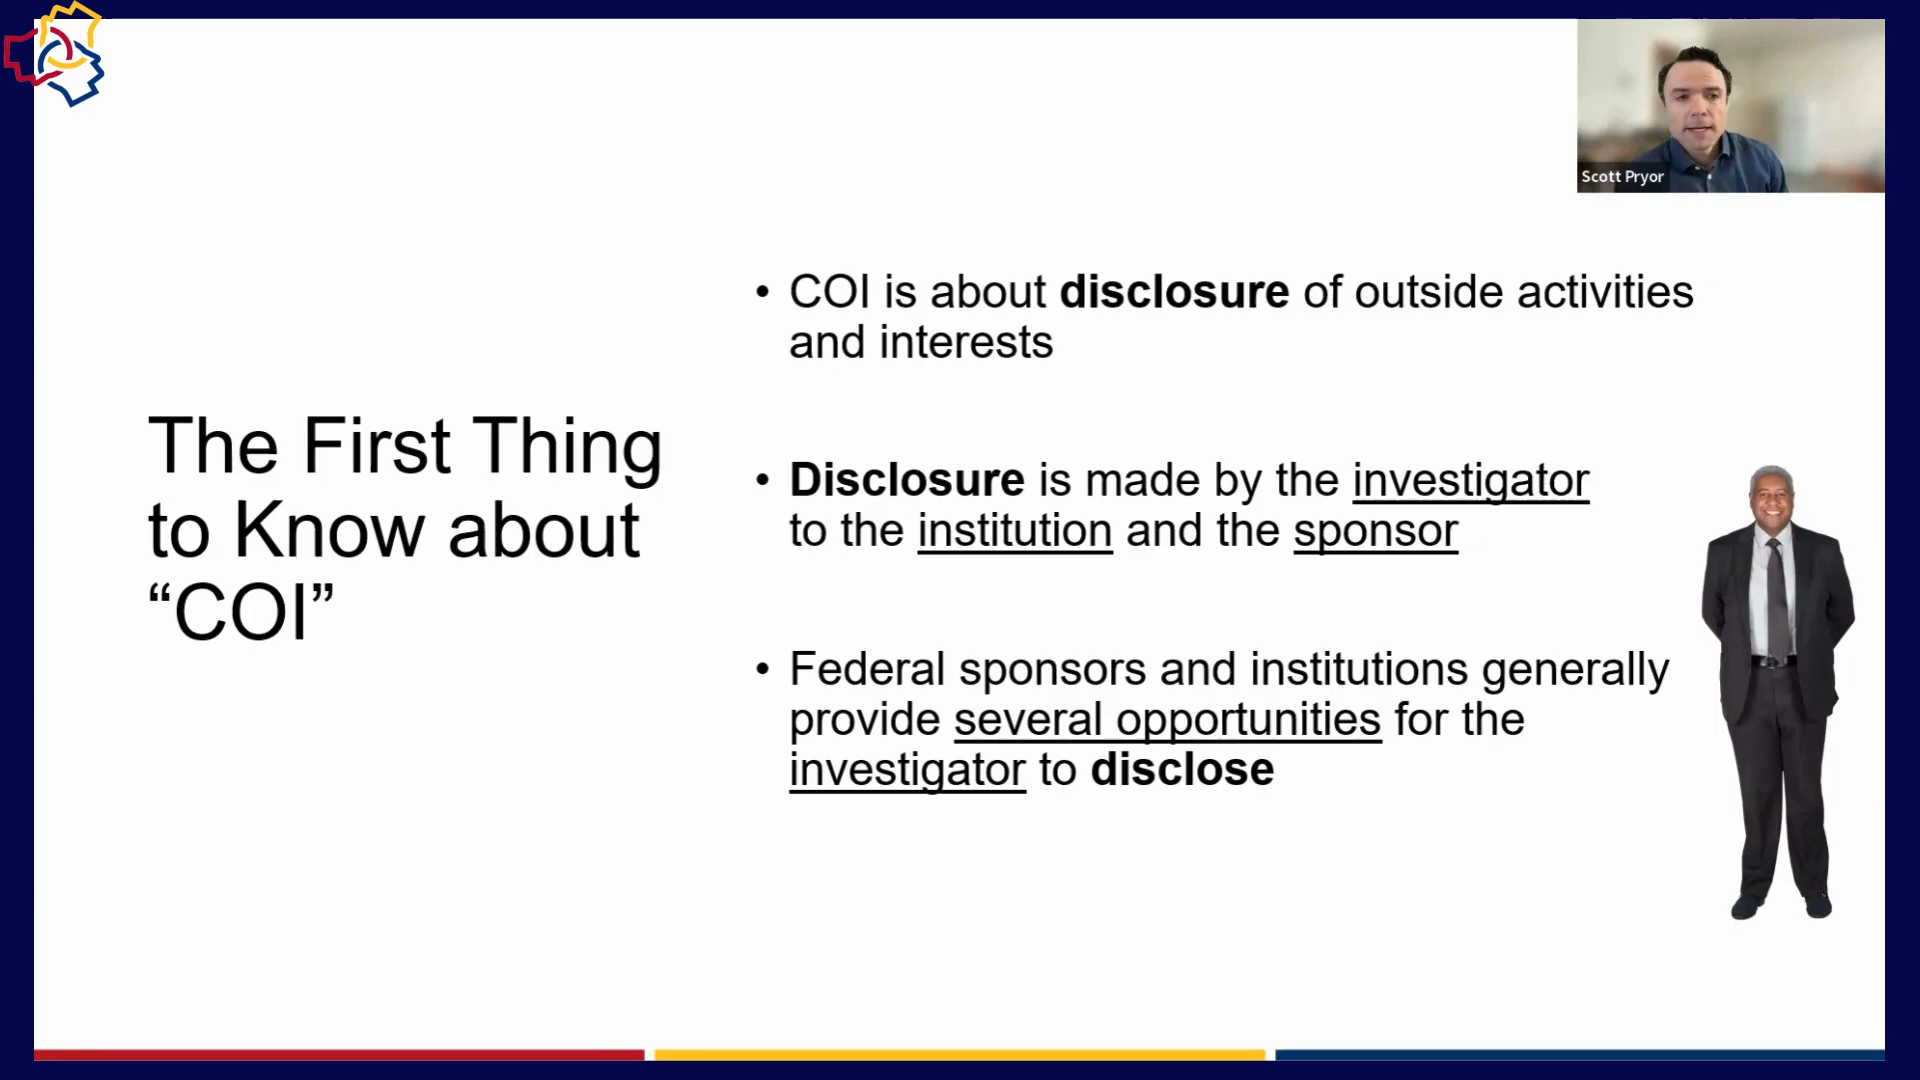 The First Thing
to Know about
“COI”
• COI is about disclosure of outside activities
and interests
• Disclosure is made by the investigator
to the institution and the sponsor
• Federal sponsors and institutions generally
provide several opportunities for the
investigator to disclose
Scott Pryor